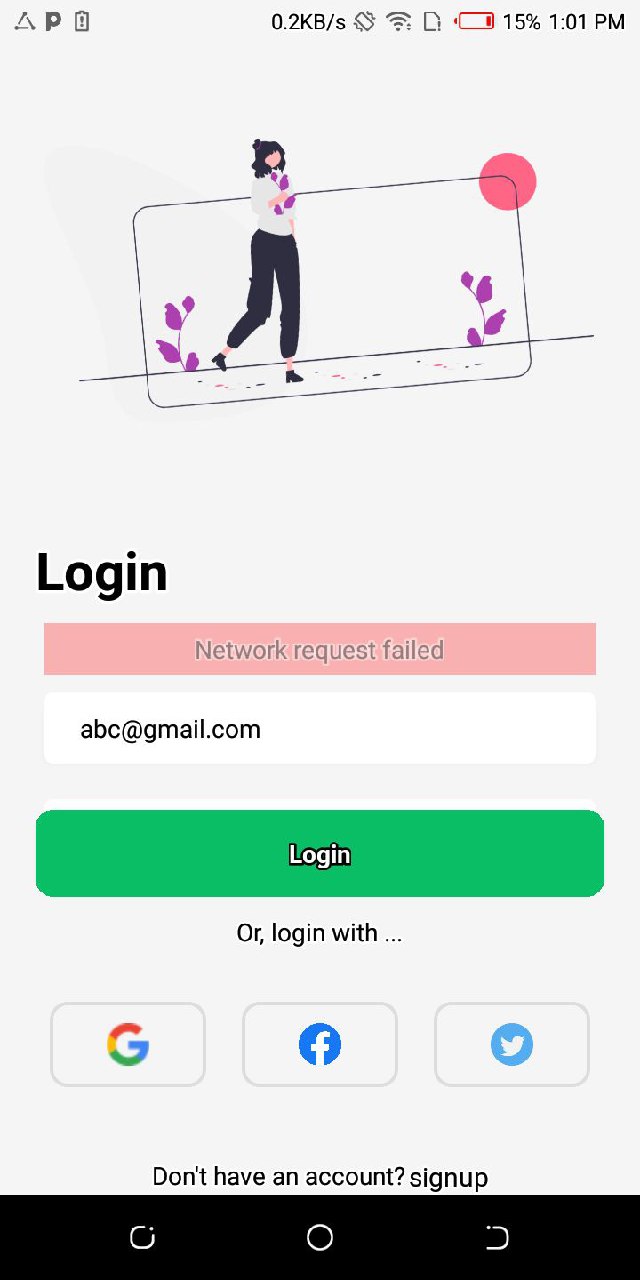 0.2KB/s 15% 1:01 PM
Login
Network request failed
abc@gmail.com
Login
Or, login with ...
Don't have an account? signup